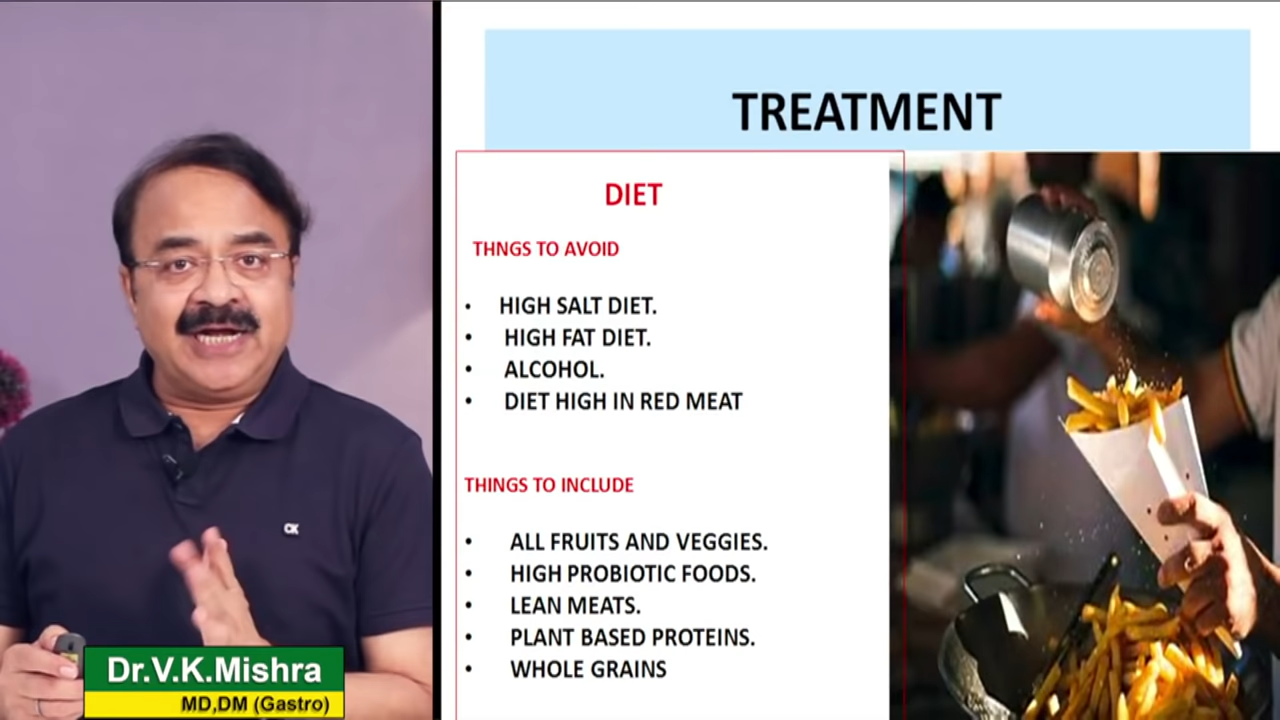 TREATMENT
DIET
THNGS TO AVOID
• HIGH SALT DIET.
• HIGH FAT DIET.
• ALCOHOL.
• DIET HIGH IN RED MEAT
THINGS TO INCLUDE
• ALL FRUITS AND VEGGIES.
• HIGH PROBIOTIC FOODS.
• LEAN MEATS.
• PLANT BASED PROTEINS.
• WHOLE GRAINS
CK
Dr.V.K.Mishra
MD,DM (Gastro)